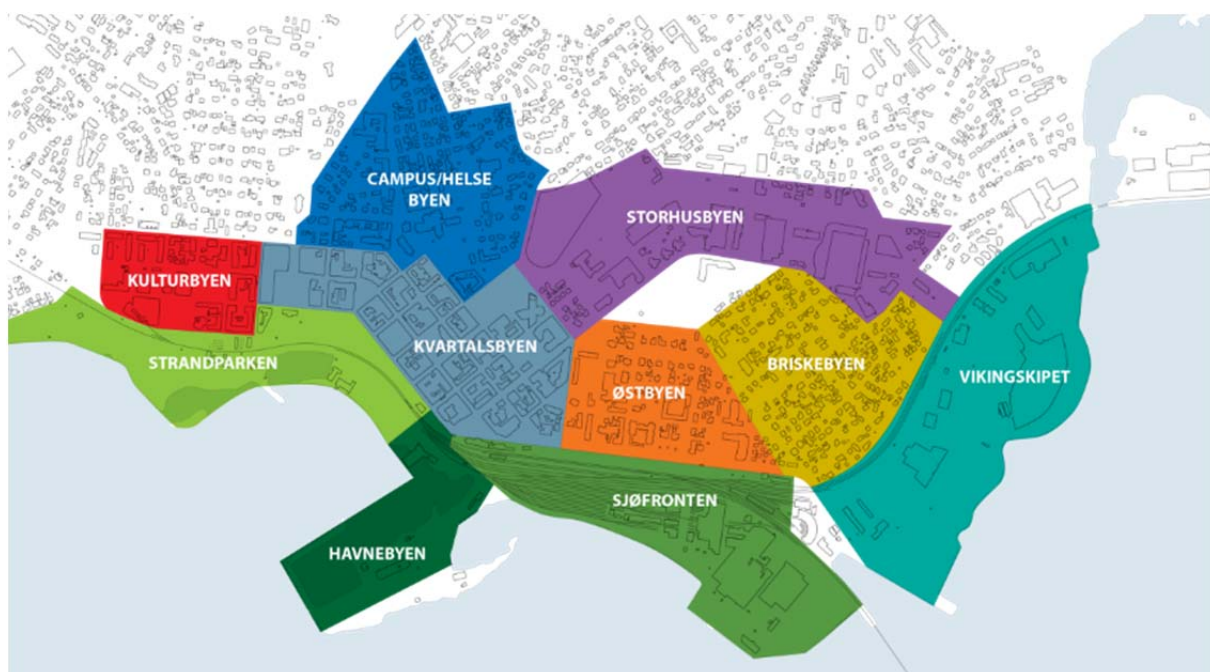 CAMPUS/HELSE
BYEN
STORHUSBYEN
KULTURBYEN
STRANDPARKEN
KVARTALSBYEN
ØSTBYEN
BRISKEBYEN
VIKINGSKIPET
SJØFRONTEN
HAVNEBYEN